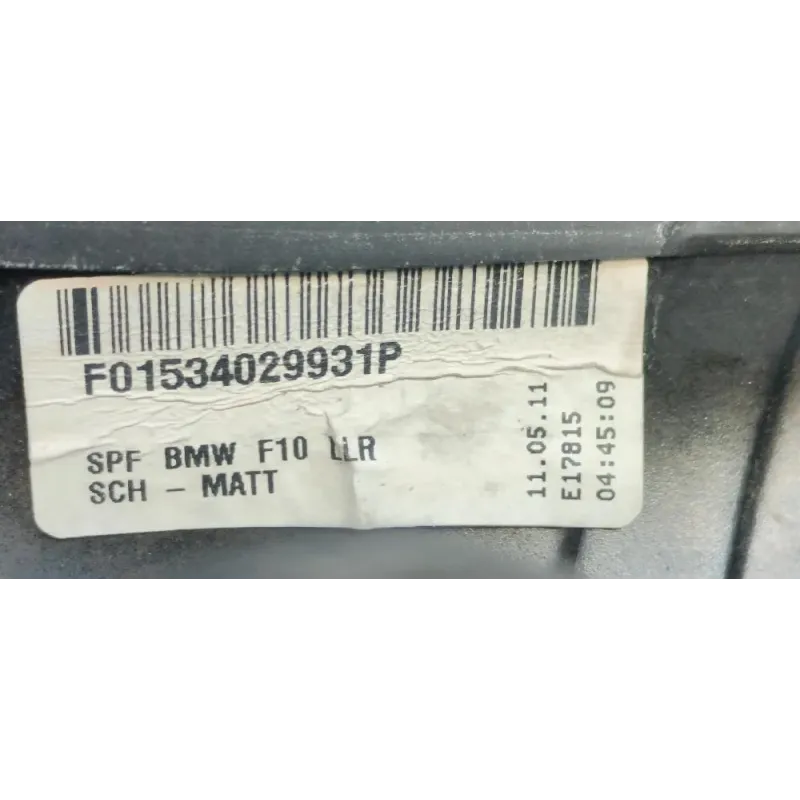 F01534029931P
SPF BMW F10 LLR
SCH - MATT
11.05.11
E17815
04:45:09